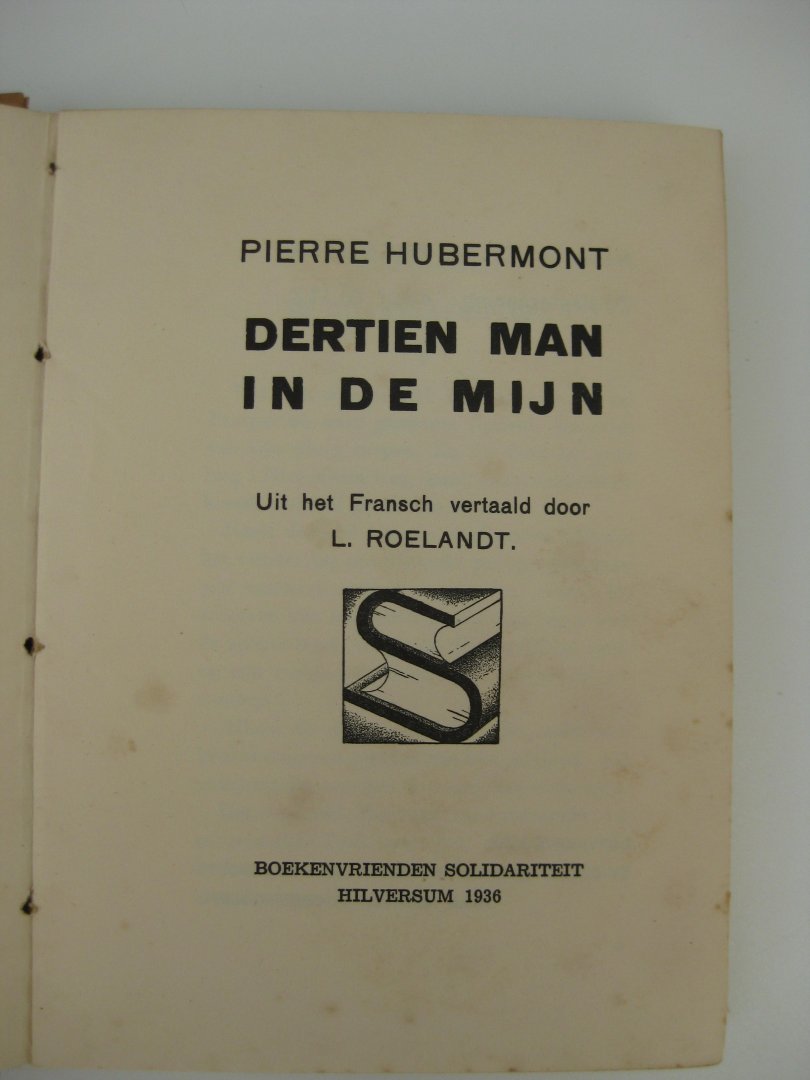 PIERRE HUBERMONT
DERTIEN MAN
IN DE MIJN
Uit het Fransch vertaald door
L. ROELANDT.
BOEKENVRIENDEN SOLIDARITEIT
HILVERSUM 1936